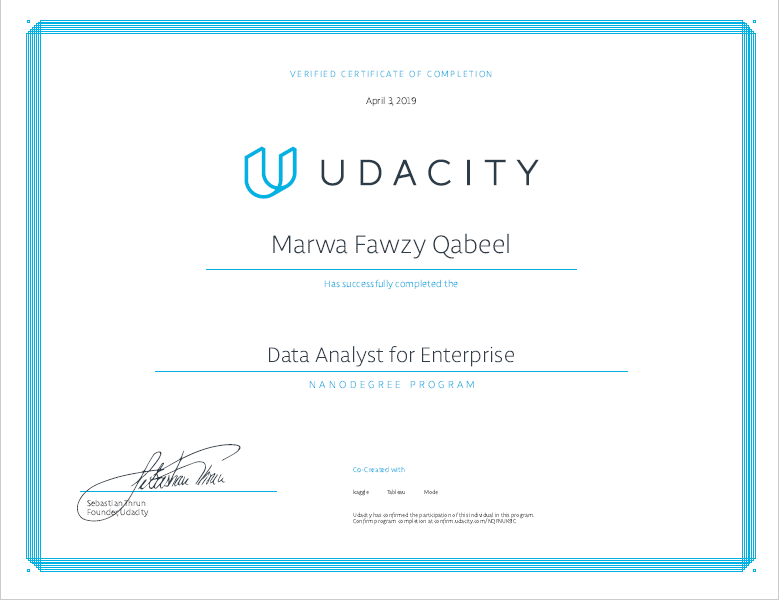 VERIFIED CERTIFICATE OF COMPLETION
April 3, 2019
UDACITY
Marwa Fawzy Qabeel
Has successfully completed the
Data Analyst for Enterprise
NANODEGREE PROGRAM
Sebastian Thrun
Co-Created with
kaggle Tableau Mode
Sebastian Thrun
Founder, Udacity
Udacity has confirmed the participation of this individual in this program.
Confirm program completion at confirm.udacity.com/